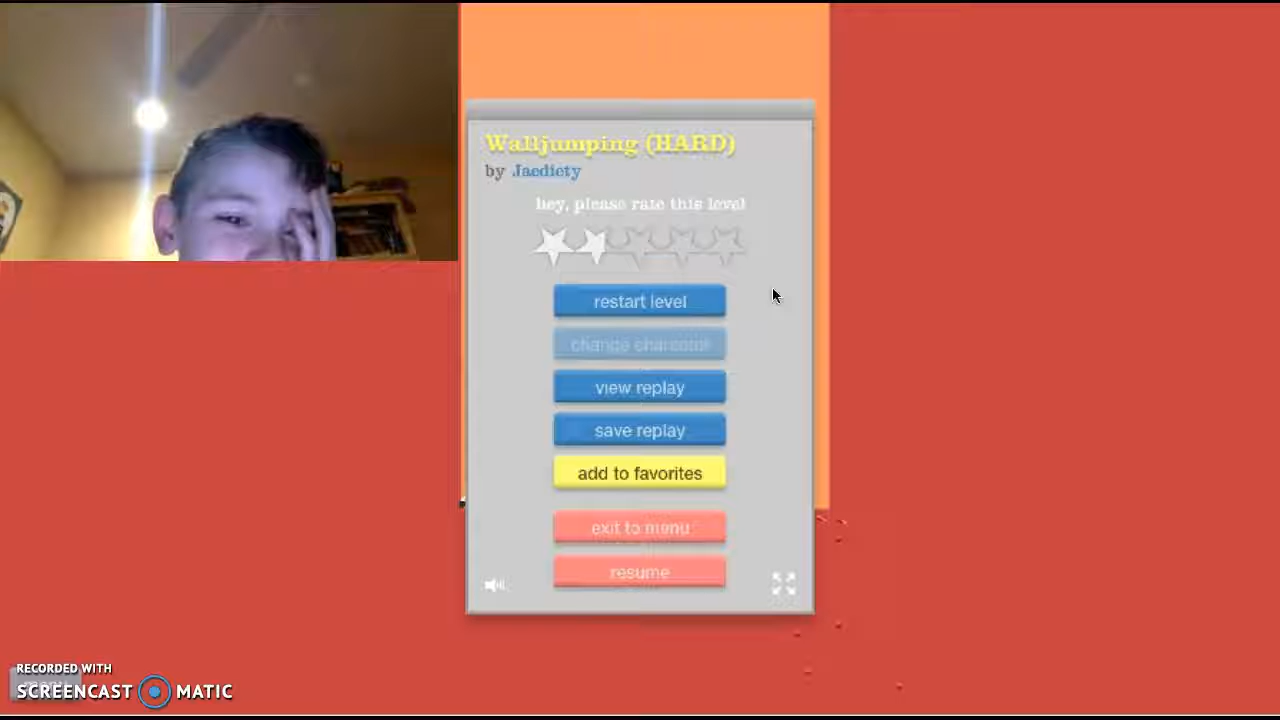 Walljumping (HARD)
by Jaediety
hey, please rate this level
restart level
change character
view replay
save replay
add to favorites
exit to menu
resume
menu
RECORDED WITH
SCREENCAST MATIC